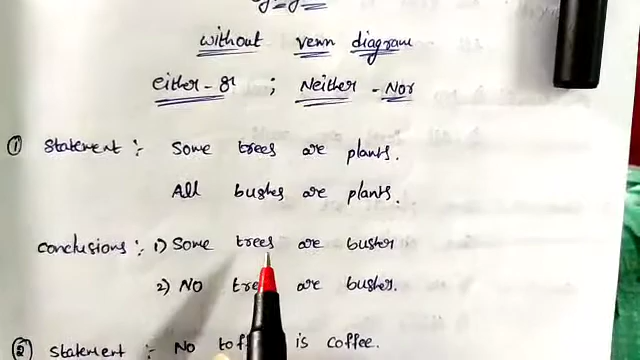 without venn diagram
either - or ; Neither - Nor
① Statement :- Some trees are plants.
All bushes are plants.
conclusions :- 1) Some trees are bushes
2) No are bushes.
② Statement :- No is coffee.